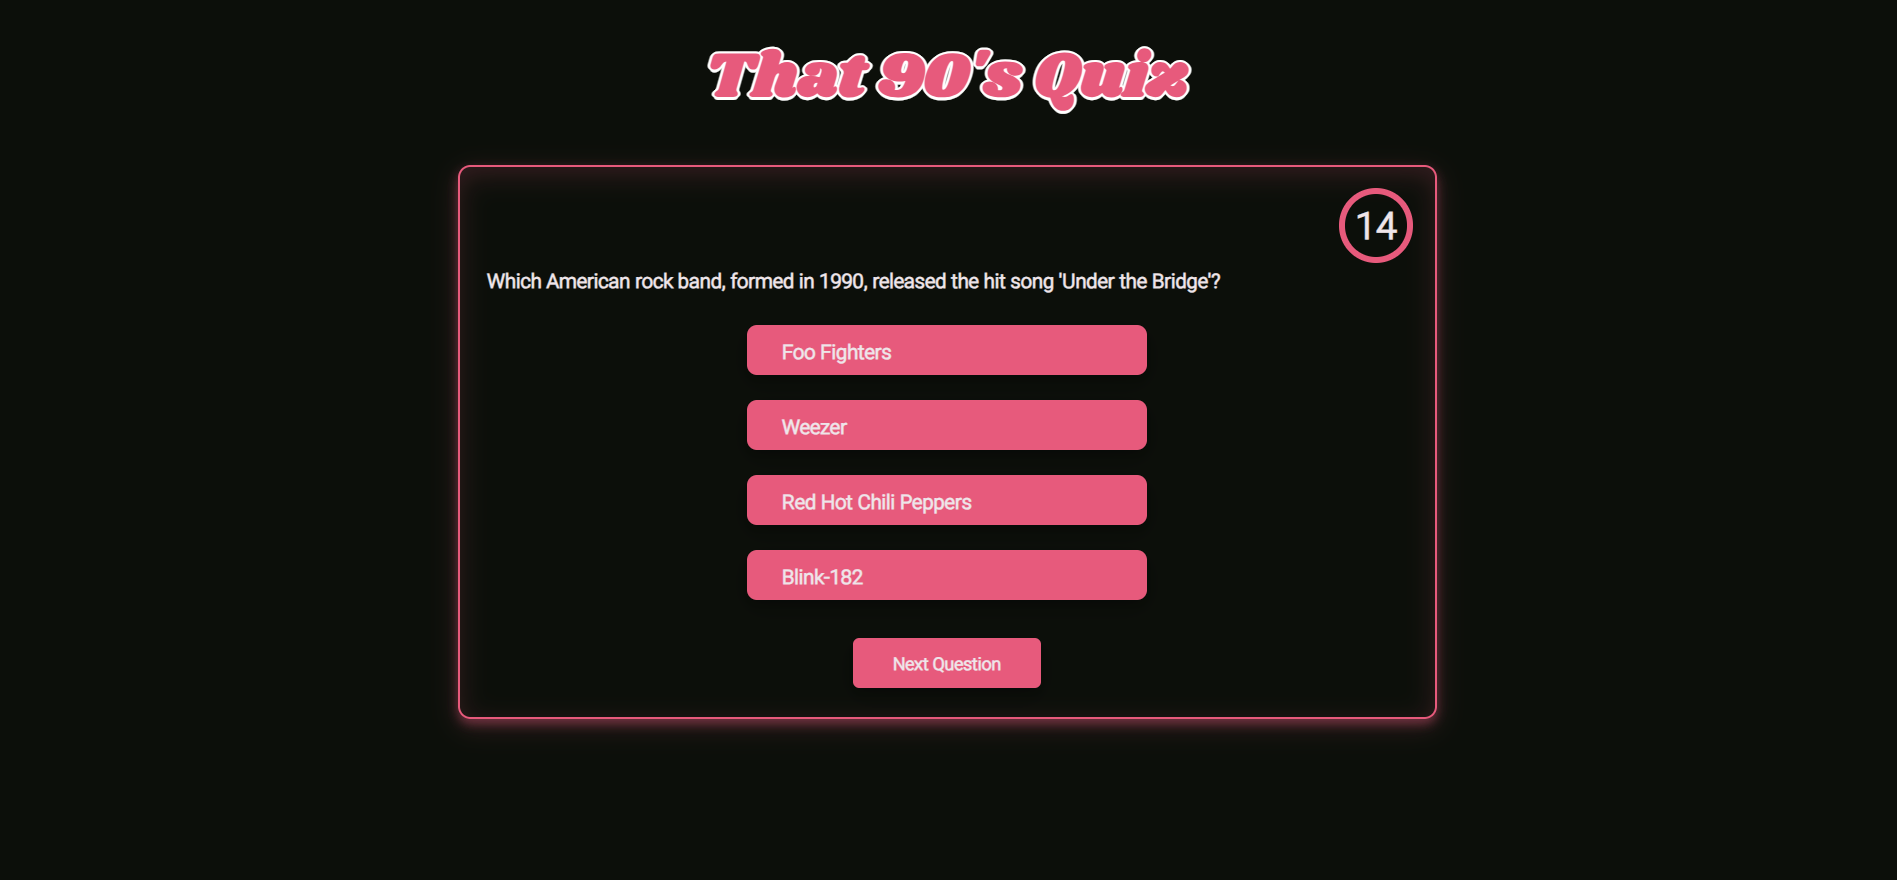 That 90's Quiz
14
Which American rock band, formed in 1990, released the hit song 'Under the Bridge'?
Foo Fighters
Weezer
Red Hot Chili Peppers
Blink-182
Next Question